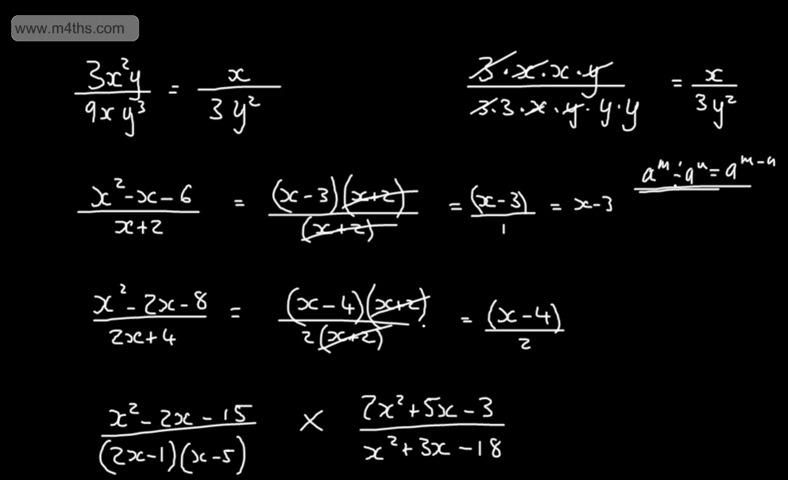 www.m4ths.com
3x²y/9xy³ = x/3y²
3·x·x·y/3·3·x·y·y·y = x/3y²
aᵐ÷aⁿ=aᵐ⁻ⁿ
x²-x-6/x+2 = (x-3)(x+2)/(x+2) = (x-3)/1 = x-3
x²-2x-8/2x+4 = (x-4)(x+2)/2(x+2) = (x-4)/2
x²-2x-15/(2x-1)(x-5) × 2x²+5x-3/x²+3x-18